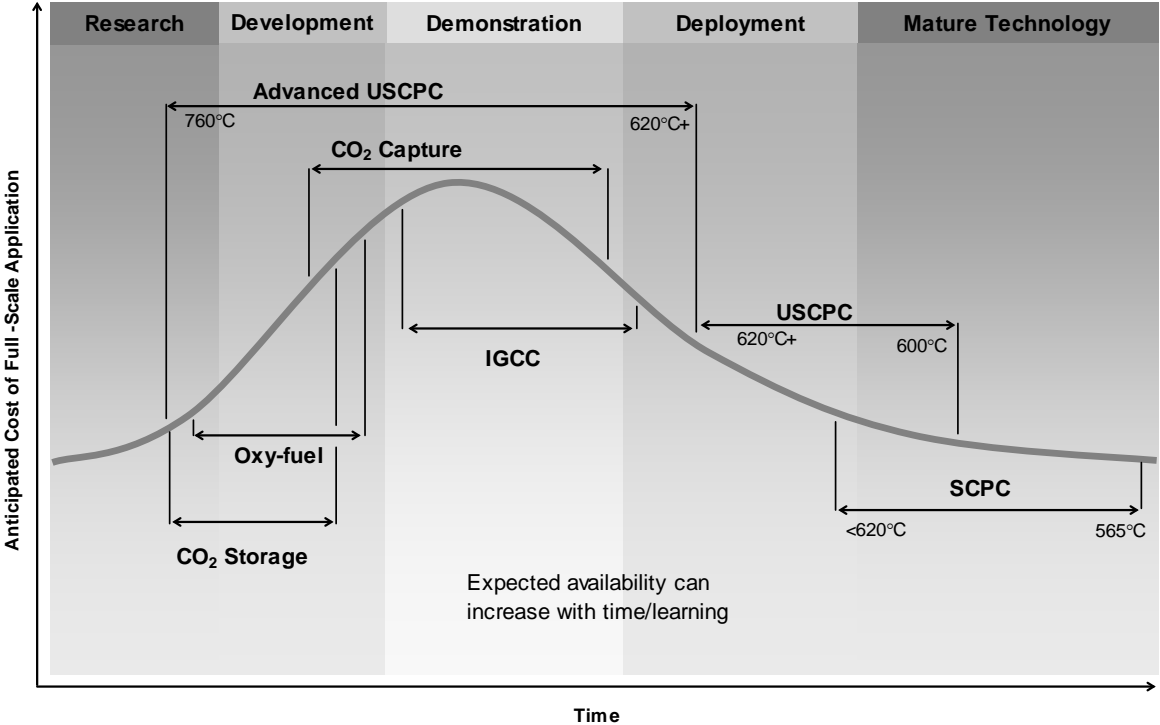 Research
Development
Demonstration
Deployment
Mature Technology
Advanced USCPC
760°C
620°C+
CO₂ Capture
USCPC
620°C+
600°C
IGCC
Oxy-fuel
SCPC
<620°C
565°C
CO₂ Storage
Expected availability can
increase with time/learning
Anticipated Cost of Full -Scale Application
Time